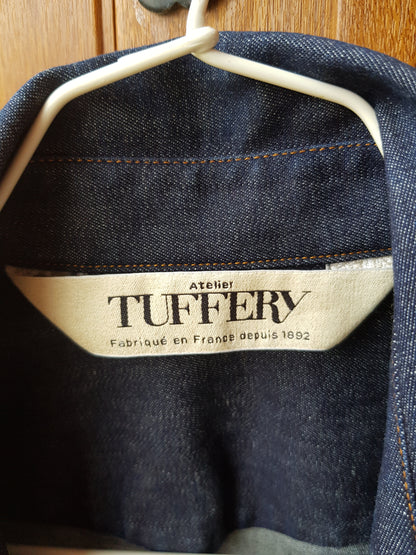 Atelier
TUFFERY
Fabriqué en France depuis 1892